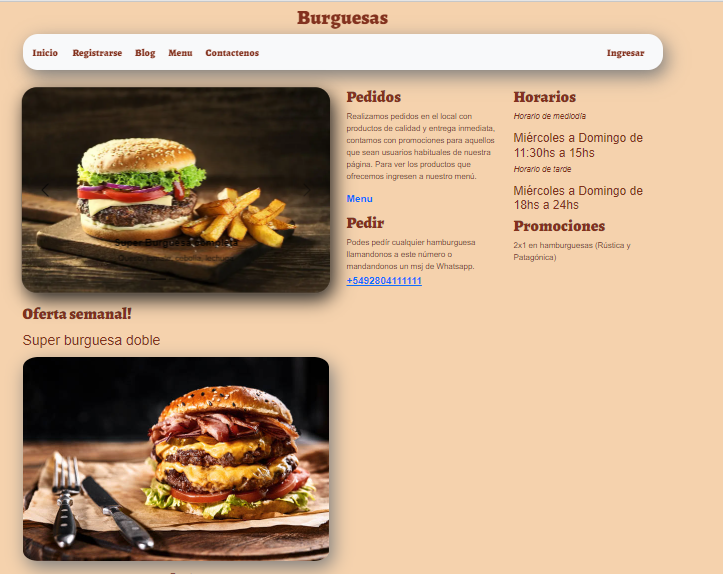 Burguesas
Inicio Registrarse Blog Menu Contactenos Ingresar
Super Burguesa completa
Pedidos
Realizamos pedidos en el local con
productos de calidad y entrega inmediata,
contamos con promociones para aquellos
que sean usuarios habituales de nuestra
página. Para ver los productos que
ofrecemos ingresen a nuestro menú.
Menu
Pedir
Podes pedir cualquier hamburguesa
llamandonos a este número o
mandandonos un msj de Whatsapp.
+5492804111111
Horarios
Horario de mediodía
Miércoles a Domingo de
11:30hs a 15hs
Horario de tarde
Miércoles a Domingo de
18hs a 24hs
Promociones
2x1 en hamburguesas (Rústica y
Patagónica)
Oferta semanal!
Super burguesa doble